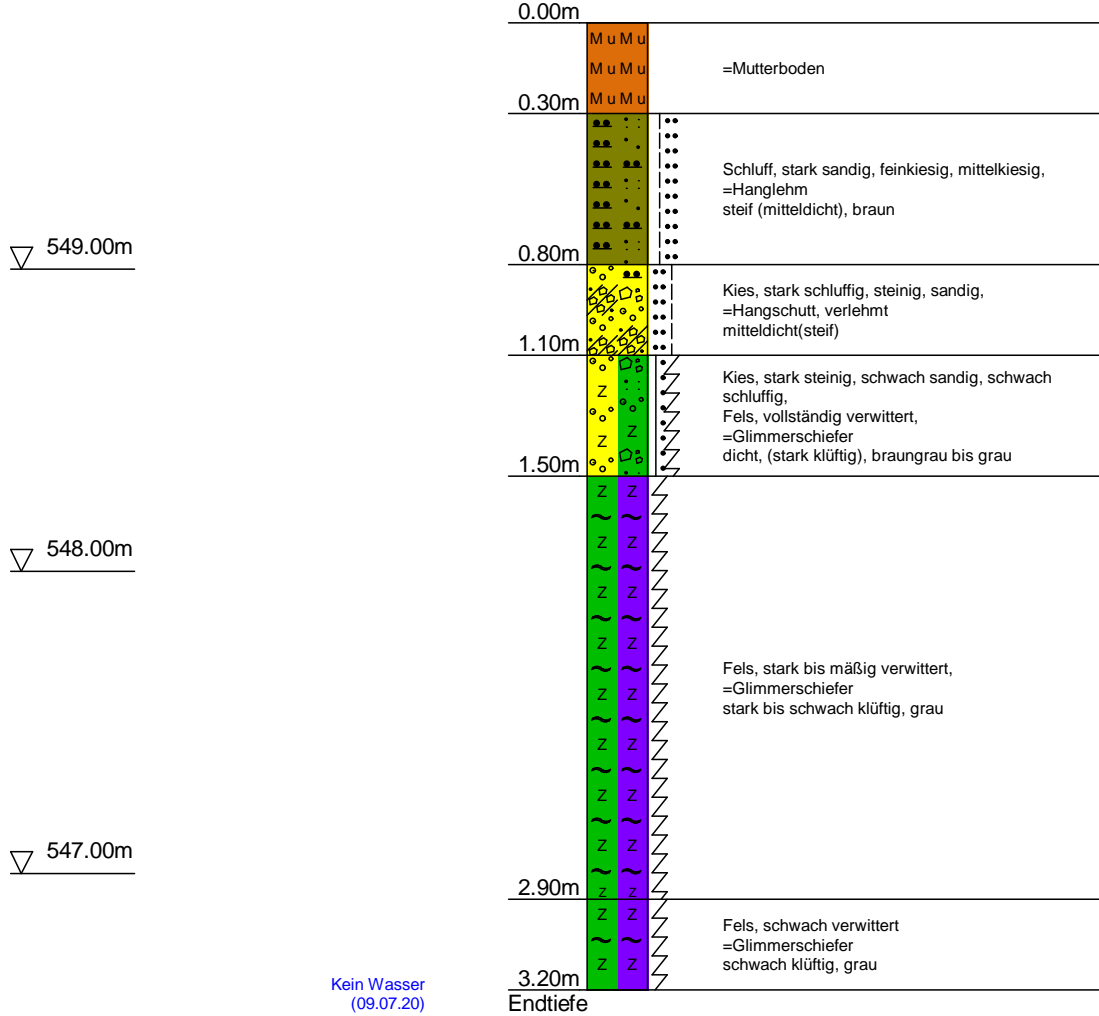 0.00m
M u M u
M u M u
=Mutterboden
M u M u
0.30m
Schluff, stark sandig, feinkiesig, mittelkiesig,
=Hanglehm
steif (mitteldicht), braun
549.00m
0.80m
Kies, stark schluffig, steinig, sandig,
=Hangschutt, verlehmt
mitteldicht(steif)
1.10m
Kies, stark steinig, schwach sandig, schwach
schluffig,
Fels, vollständig verwittert,
=Glimmerschiefer
dicht, (stark klüftig), braungrau bis grau
Z
Z
Z
1.50m
Z Z
548.00m
Z Z
Z Z
Z Z
Fels, stark bis mäßig verwittert,
=Glimmerschiefer
stark bis schwach klüftig, grau
Z Z
Z Z
Z Z
547.00m
Z Z
2.90m
Z Z
Z Z
Fels, schwach verwittert
=Glimmerschiefer
schwach klüftig, grau
Z Z
3.20m
Kein Wasser
(09.07.20)
Endtiefe